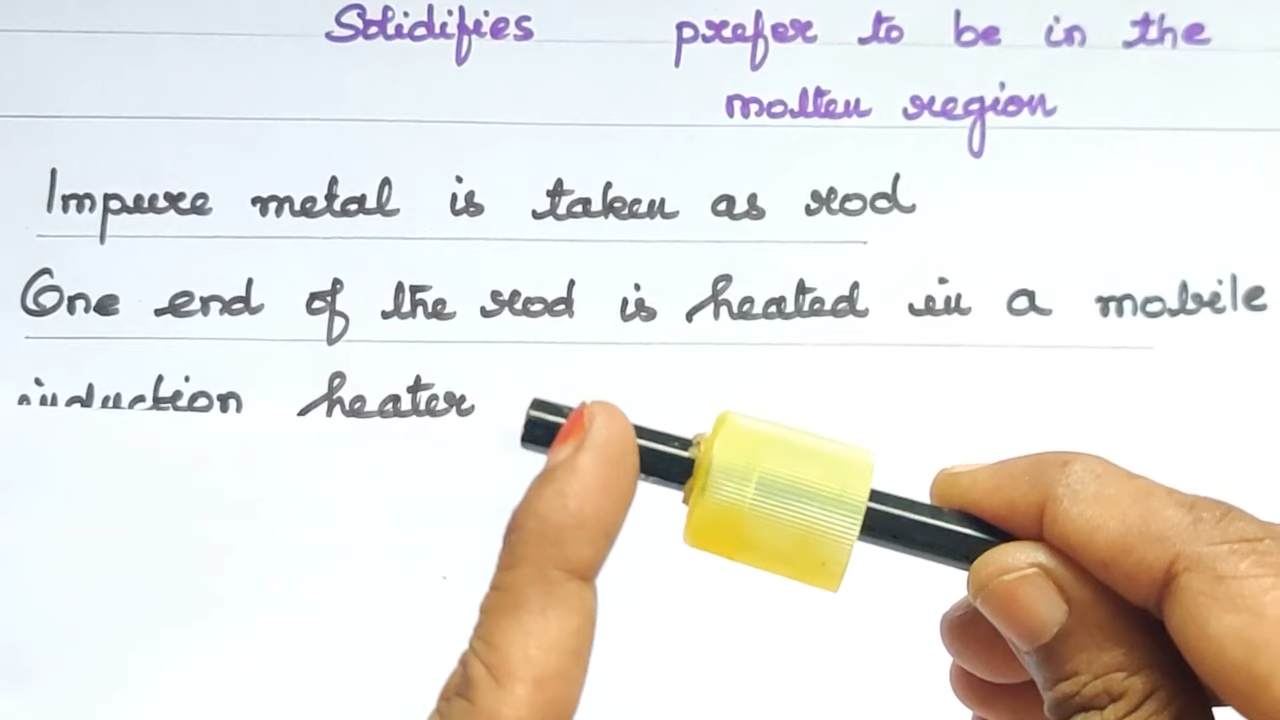 Solidifies prefer to be in the
molten region
Impure metal is taken as rod
One end of the rod is heated in a mobile
induction heater